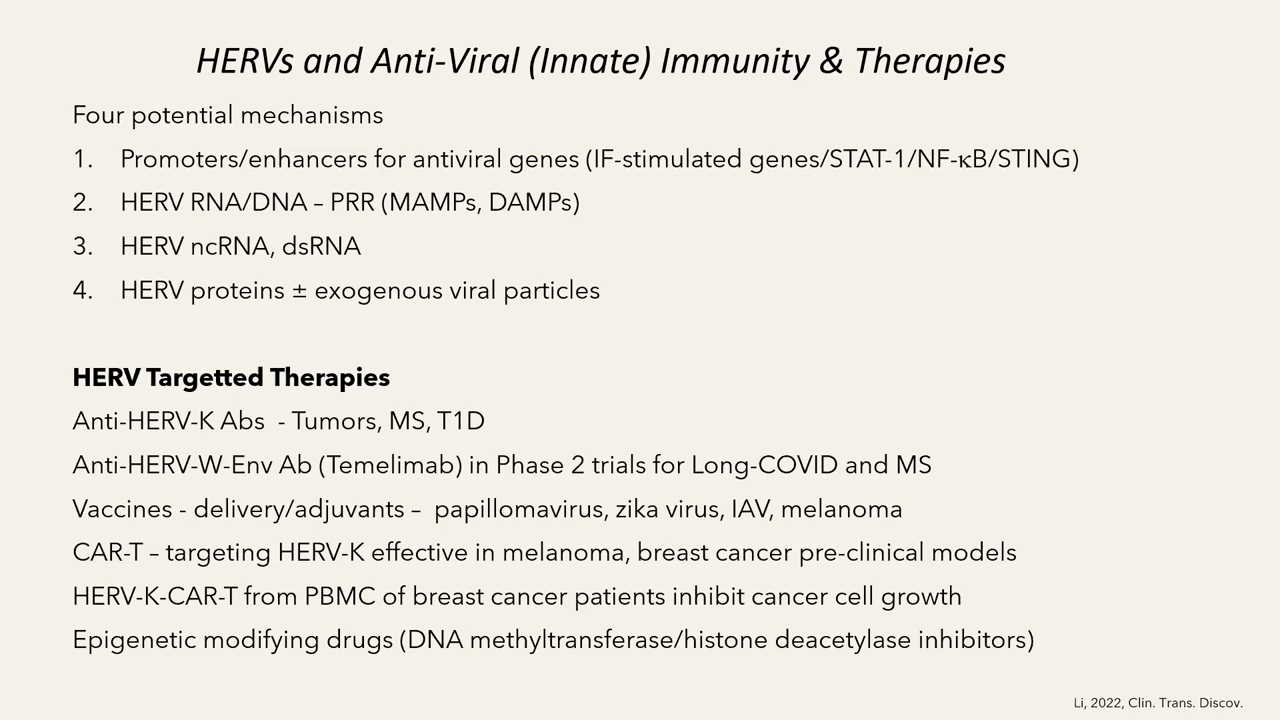 HERVs and Anti-Viral (Innate) Immunity & Therapies
Four potential mechanisms
1. Promoters/enhancers for antiviral genes (IF-stimulated genes/STAT-1/NF-κB/STING)
2. HERV RNA/DNA – PRR (MAMPs, DAMPs)
3. HERV ncRNA, dsRNA
4. HERV proteins ± exogenous viral particles
HERV Targetted Therapies
Anti-HERV-K Abs - Tumors, MS, T1D
Anti-HERV-W-Env Ab (Temelimab) in Phase 2 trials for Long-COVID and MS
Vaccines - delivery/adjuvants – papillomavirus, zika virus, IAV, melanoma
CAR-T – targeting HERV-K effective in melanoma, breast cancer pre-clinical models
HERV-K-CAR-T from PBMC of breast cancer patients inhibit cancer cell growth
Epigenetic modifying drugs (DNA methyltransferase/histone deacetylase inhibitors)
Li, 2022, Clin. Trans. Discov.